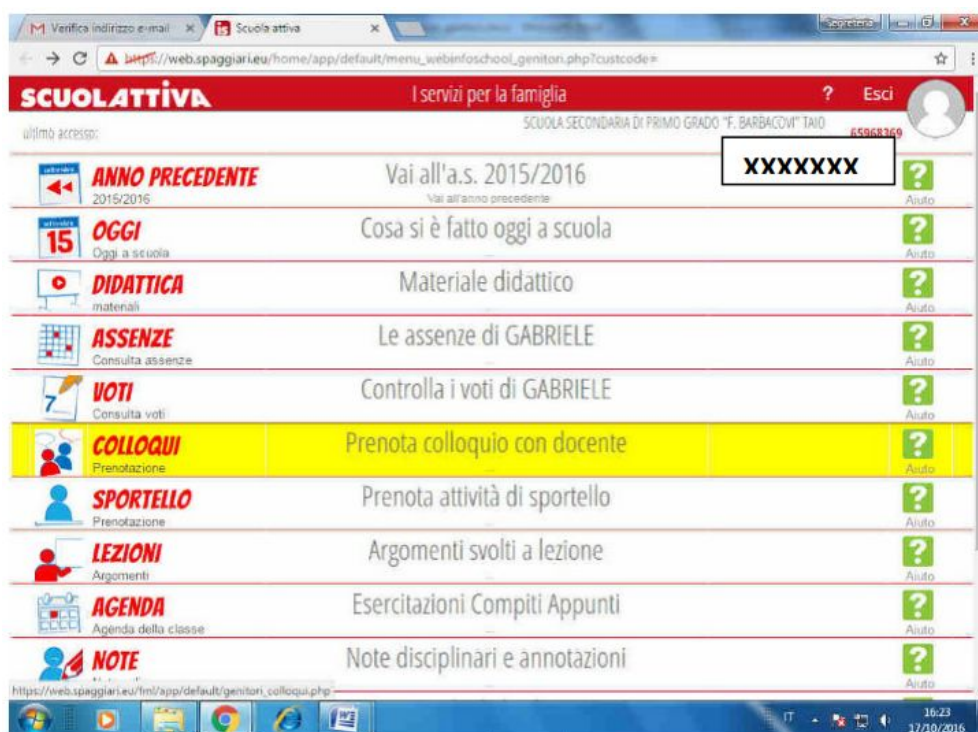 Verifica indirizzo e-mail
Scuola attiva
Segreteria
https://web.spaggiari.eu/home/app/default/menu_webinfoschool_genitori.php?custcode=
SCUOLATTIVA
I servizi per la famiglia
? Esci
ultimo accesso:
SCUOLA SECONDARIA DI PRIMO GRADO "F. BARBACOVI" TAIO
65968369
XXXXXXX
settembre
ANNO PRECEDENTE
2015/2016
Vai all'a.s. 2015/2016
Vai all'anno precedente
? Aiuto
settembre
15
OGGI
Oggi a scuola
Cosa si è fatto oggi a scuola
? Aiuto
DIDATTICA
materiali
Materiale didattico
? Aiuto
ASSENZE
Consulta assenze
Le assenze di GABRIELE
? Aiuto
7
VOTI
Consulta voti
Controlla i voti di GABRIELE
? Aiuto
COLLOQUI
Prenotazione
Prenota colloquio con docente
? Aiuto
SPORTELLO
Prenotazione
Prenota attività di sportello
? Aiuto
LEZIONI
Argomenti
Argomenti svolti a lezione
? Aiuto
AGENDA
Agenda della classe
Esercitazioni Compiti Appunti
? Aiuto
NOTE
Note disciplinari e annotazioni
? Aiuto
https://web.spaggiari.eu/fml/app/default/genitori_colloqui.php
IT
16:23
17/10/2016